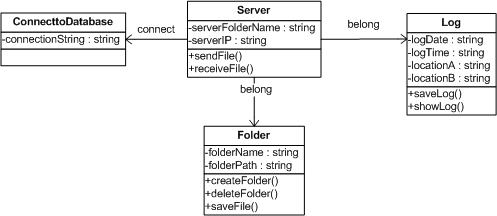 ConnecttoDatabase
-connectionString : string
connect
Server
-serverFolderName : string
-serverIP : string
+sendFile()
+receiveFile()
belong
Log
-logDate : string
-logTime : string
-locationA : string
-locationB : string
+saveLog()
+showLog()
belong
Folder
-folderName : string
-folderPath : string
+createFolder()
+deleteFolder()
+saveFile()